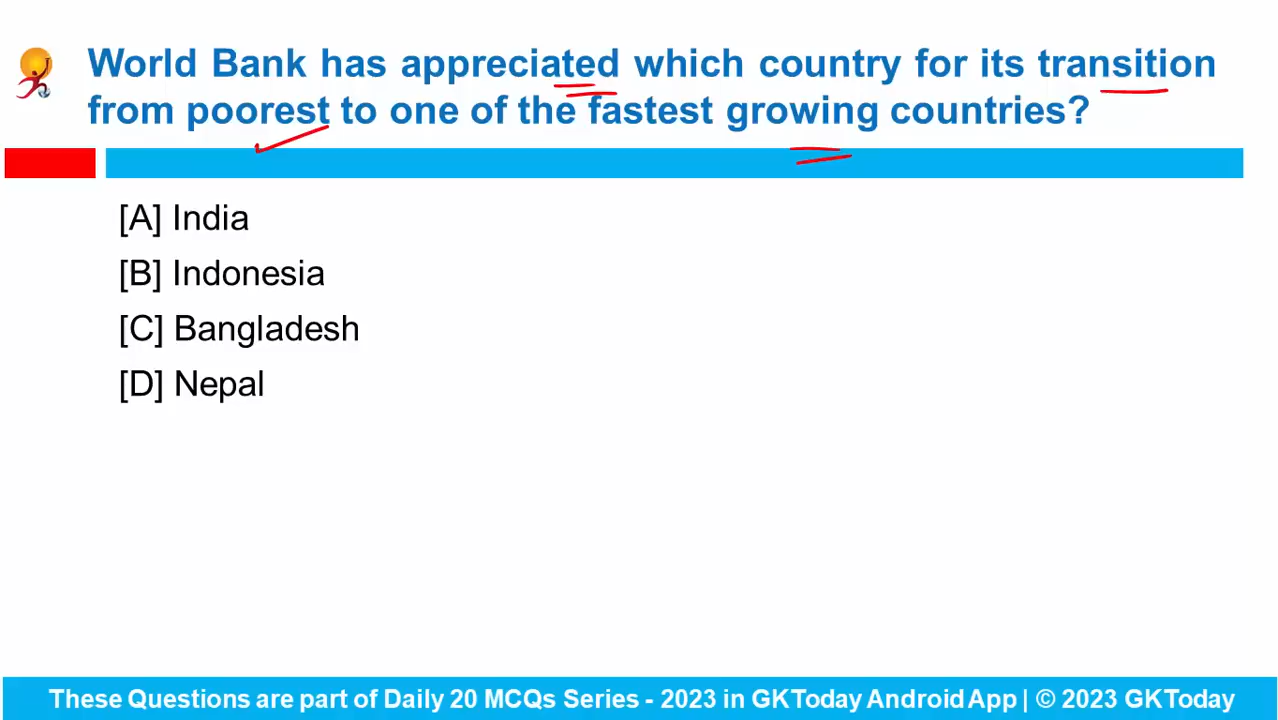 World Bank has appreciated which country for its transition
from poorest to one of the fastest growing countries?
[A] India
[B] Indonesia
[C] Bangladesh
[D] Nepal
These Questions are part of Daily 20 MCQs Series - 2023 in GKToday Android App | © 2023 GKToday